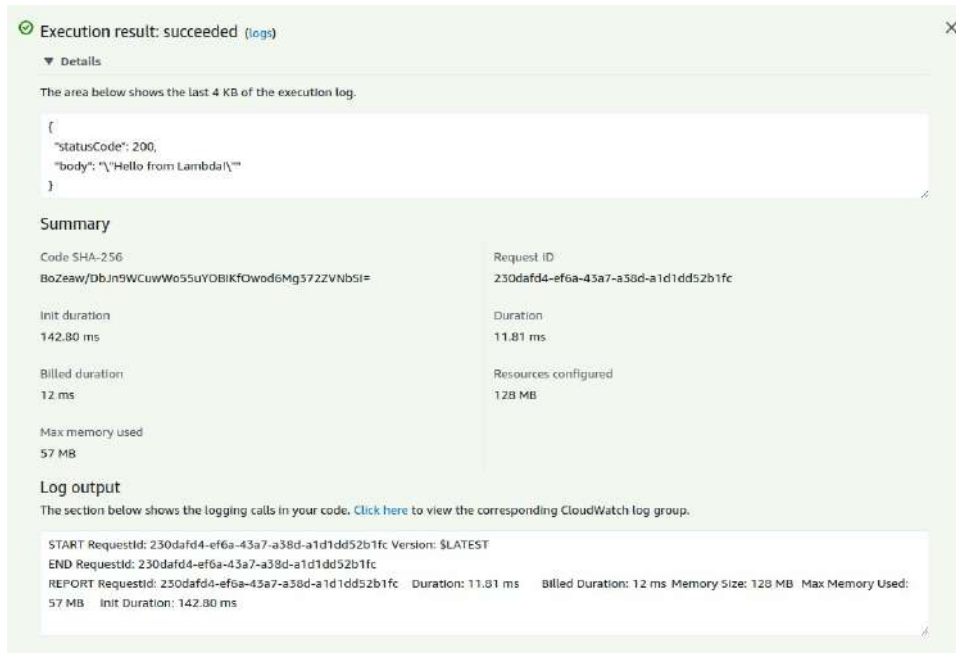 Execution result: succeeded (logs)
▼ Details
The area below shows the last 4 KB of the execution log.
{
"statusCode": 200,
"body": "\"Hello from Lambda!\""
}
Summary
Code SHA-256
Request ID
BoZeaw/DbJn9WCuwWo55uYOBIKfOwod6Mg372ZVNb5I=
230dafd4-ef6a-43a7-a38d-a1d1dd52b1fc
Init duration
Duration
142.80 ms
11.81 ms
Billed duration
Resources configured
12 ms
128 MB
Max memory used
57 MB
Log output
The section below shows the logging calls in your code. Click here to view the corresponding CloudWatch log group.
START RequestId: 230dafd4-ef6a-43a7-a38d-a1d1dd52b1fc Version: $LATEST
END RequestId: 230dafd4-ef6a-43a7-a38d-a1d1dd52b1fc
REPORT RequestId: 230dafd4-ef6a-43a7-a38d-a1d1dd52b1fc Duration: 11.81 ms Billed Duration: 12 ms Memory Size: 128 MB Max Memory Used:
57 MB Init Duration: 142.80 ms